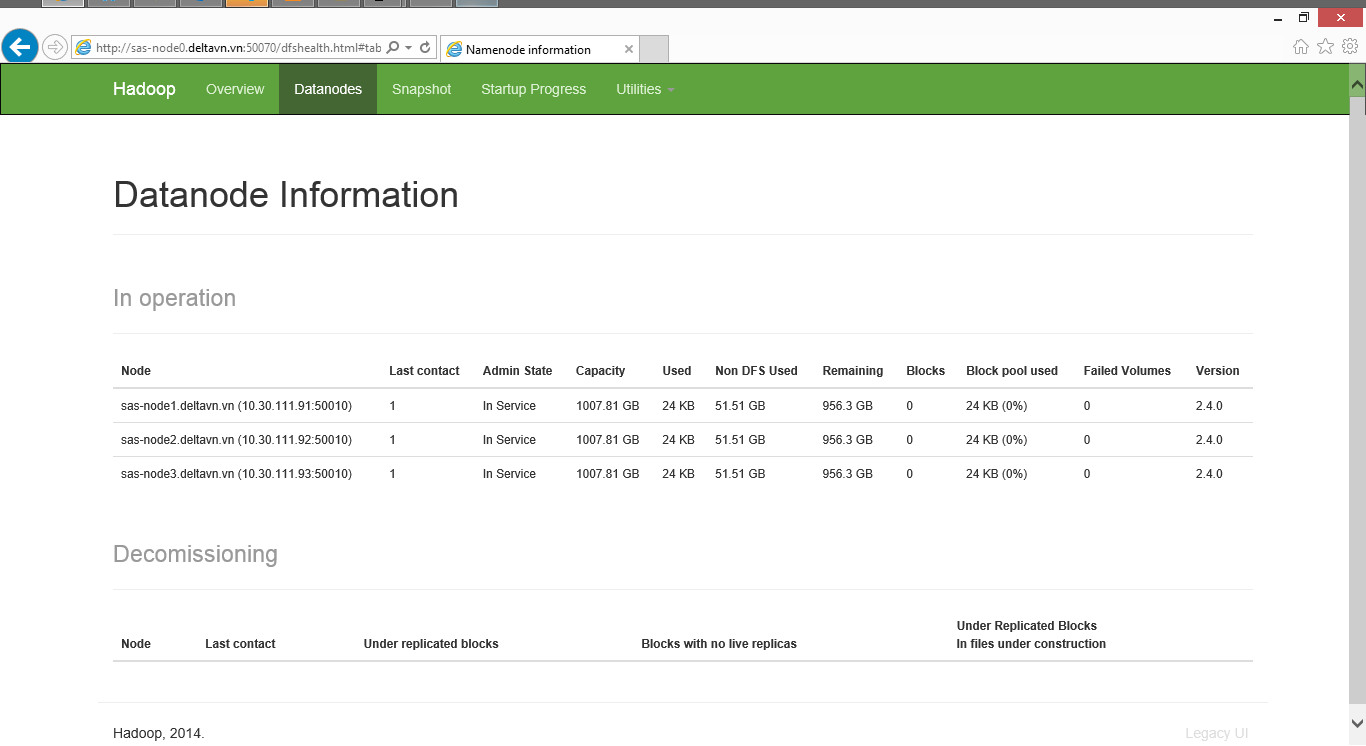 http://sas-node0.deltavn.vn:50070/dfshealth.html#tab
Namenode information
Hadoop Overview Datanodes Snapshot Startup Progress Utilities
Datanode Information
In operation
Node Last contact Admin State Capacity Used Non DFS Used Remaining Blocks Block pool used Failed Volumes Version
sas-node1.deltavn.vn (10.30.111.91:50010) 1 In Service 1007.81 GB 24 KB 51.51 GB 956.3 GB 0 24 KB (0%) 0 2.4.0
sas-node2.deltavn.vn (10.30.111.92:50010) 1 In Service 1007.81 GB 24 KB 51.51 GB 956.3 GB 0 24 KB (0%) 0 2.4.0
sas-node3.deltavn.vn (10.30.111.93:50010) 1 In Service 1007.81 GB 24 KB 51.51 GB 956.3 GB 0 24 KB (0%) 0 2.4.0
Decomissioning
Node Last contact Under replicated blocks Blocks with no live replicas Under Replicated Blocks
In files under construction
Hadoop, 2014. Legacy UI